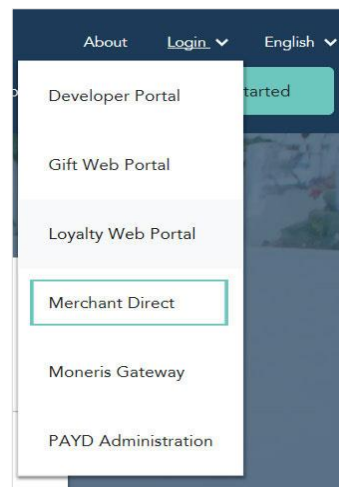 About Login English
Developer Portal
tarted
Gift Web Portal
Loyalty Web Portal
Merchant Direct
Moneris Gateway
PAYD Administration